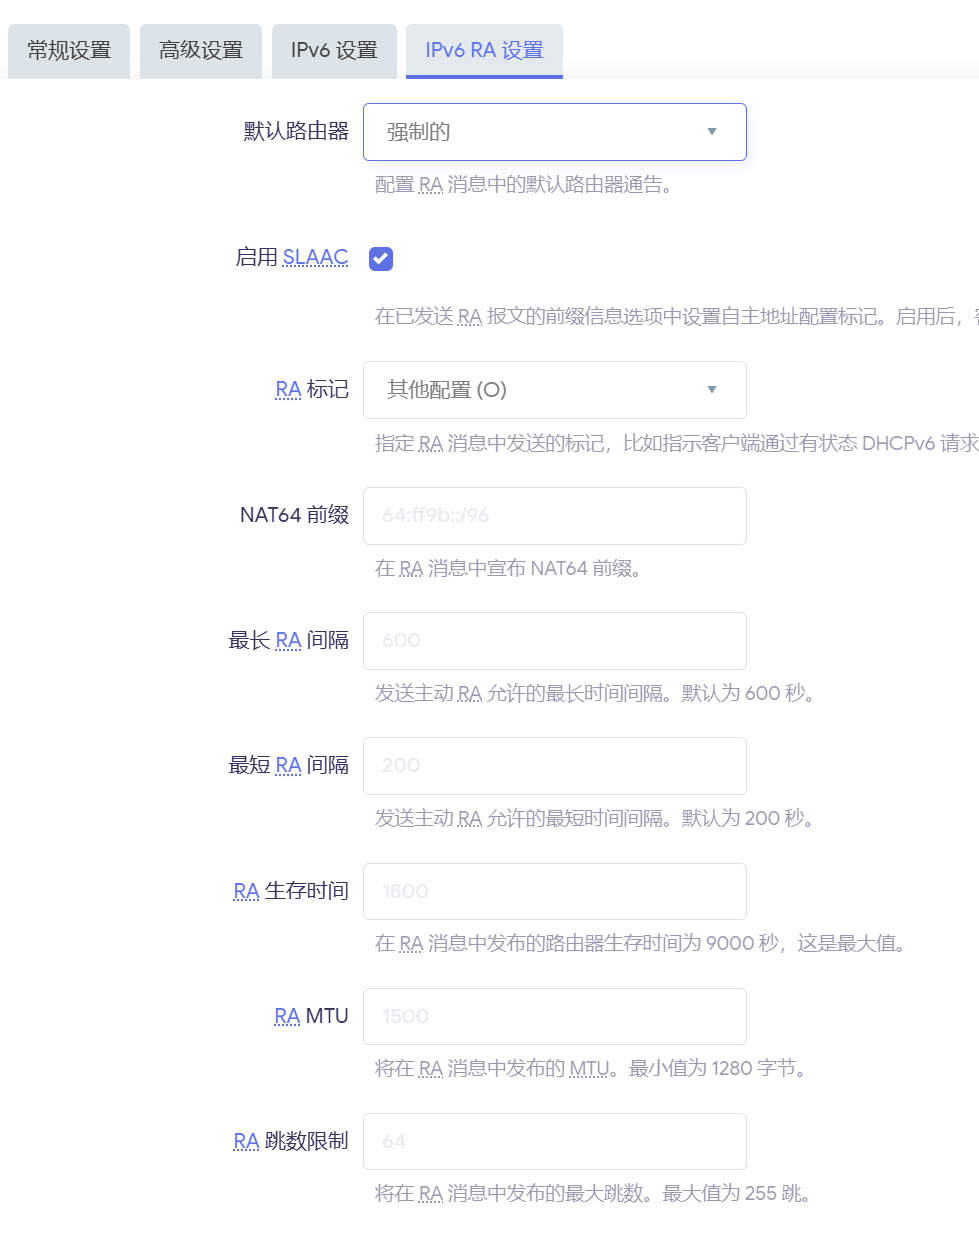 常规设置 高级设置 IPv6 设置 IPv6 RA 设置
默认路由器 强制的
配置 RA 消息中的默认路由器通告。
启用 SLAAC
在已发送 RA 报文的前缀信息选项中设置自主地址配置标记。启用后，
RA 标记 其他配置 (O)
指定 RA 消息中发送的标记，比如指示客户端通过有状态 DHCPv6 请求
NAT64 前缀 64:ff9b::/96
在 RA 消息中宣布 NAT64 前缀。
最长 RA 间隔 600
发送主动 RA 允许的最长时间间隔。默认为 600 秒。
最短 RA 间隔 200
发送主动 RA 允许的最短时间间隔。默认为 200 秒。
RA 生存时间 1800
在 RA 消息中发布的路由器生存时间为 9000 秒，这是最大值。
RA MTU 1500
将在 RA 消息中发布的 MTU。最小值为 1280 字节。
RA 跳数限制 64
将在 RA 消息中发布的最大跳数。最大值为 255 跳。